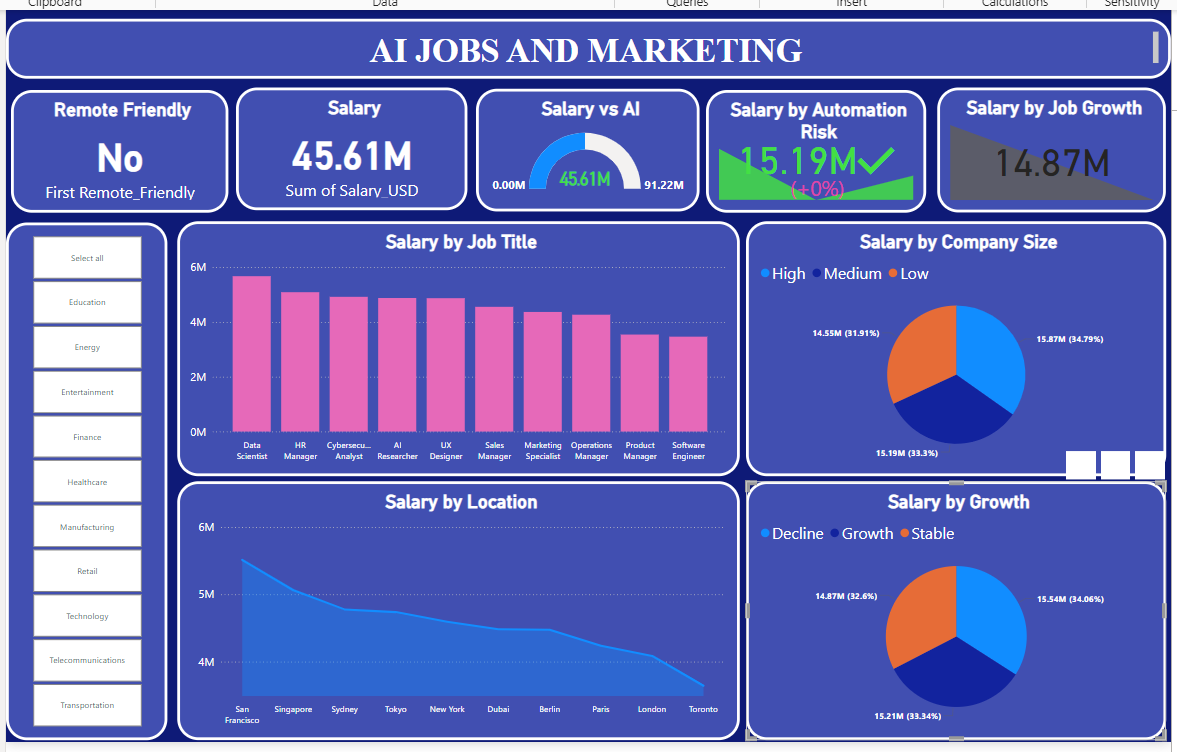 Clipboard
Data
Queries
Insert
Calculations
Sensitivity
AI JOBS AND MARKETING
Remote Friendly
No
First Remote_Friendly
Salary
45.61M
Sum of Salary_USD
Salary vs AI
0.00M
45.61M
91.22M
Salary by Automation
Risk
15.19M
(+0%)
Salary by Job Growth
14.87M
Select all
Education
Energy
Entertainment
Finance
Healthcare
Manufacturing
Retail
Technology
Telecommunications
Transportation
Salary by Job Title
6M
4M
2M
0M
Data
Scientist
HR
Manager
Cybersecu...
Analyst
AI
Researcher
UX
Designer
Sales
Manager
Marketing
Specialist
Operations
Manager
Product
Manager
Software
Engineer
Salary by Company Size
High Medium Low
14.55M (31.91%)
15.87M (34.79%)
15.19M (33.3%)
Salary by Location
6M
5M
4M
San
Francisco
Singapore
Sydney
Tokyo
New York
Dubai
Berlin
Paris
London
Toronto
Salary by Growth
Decline Growth Stable
14.87M (32.6%)
15.54M (34.06%)
15.21M (33.34%)